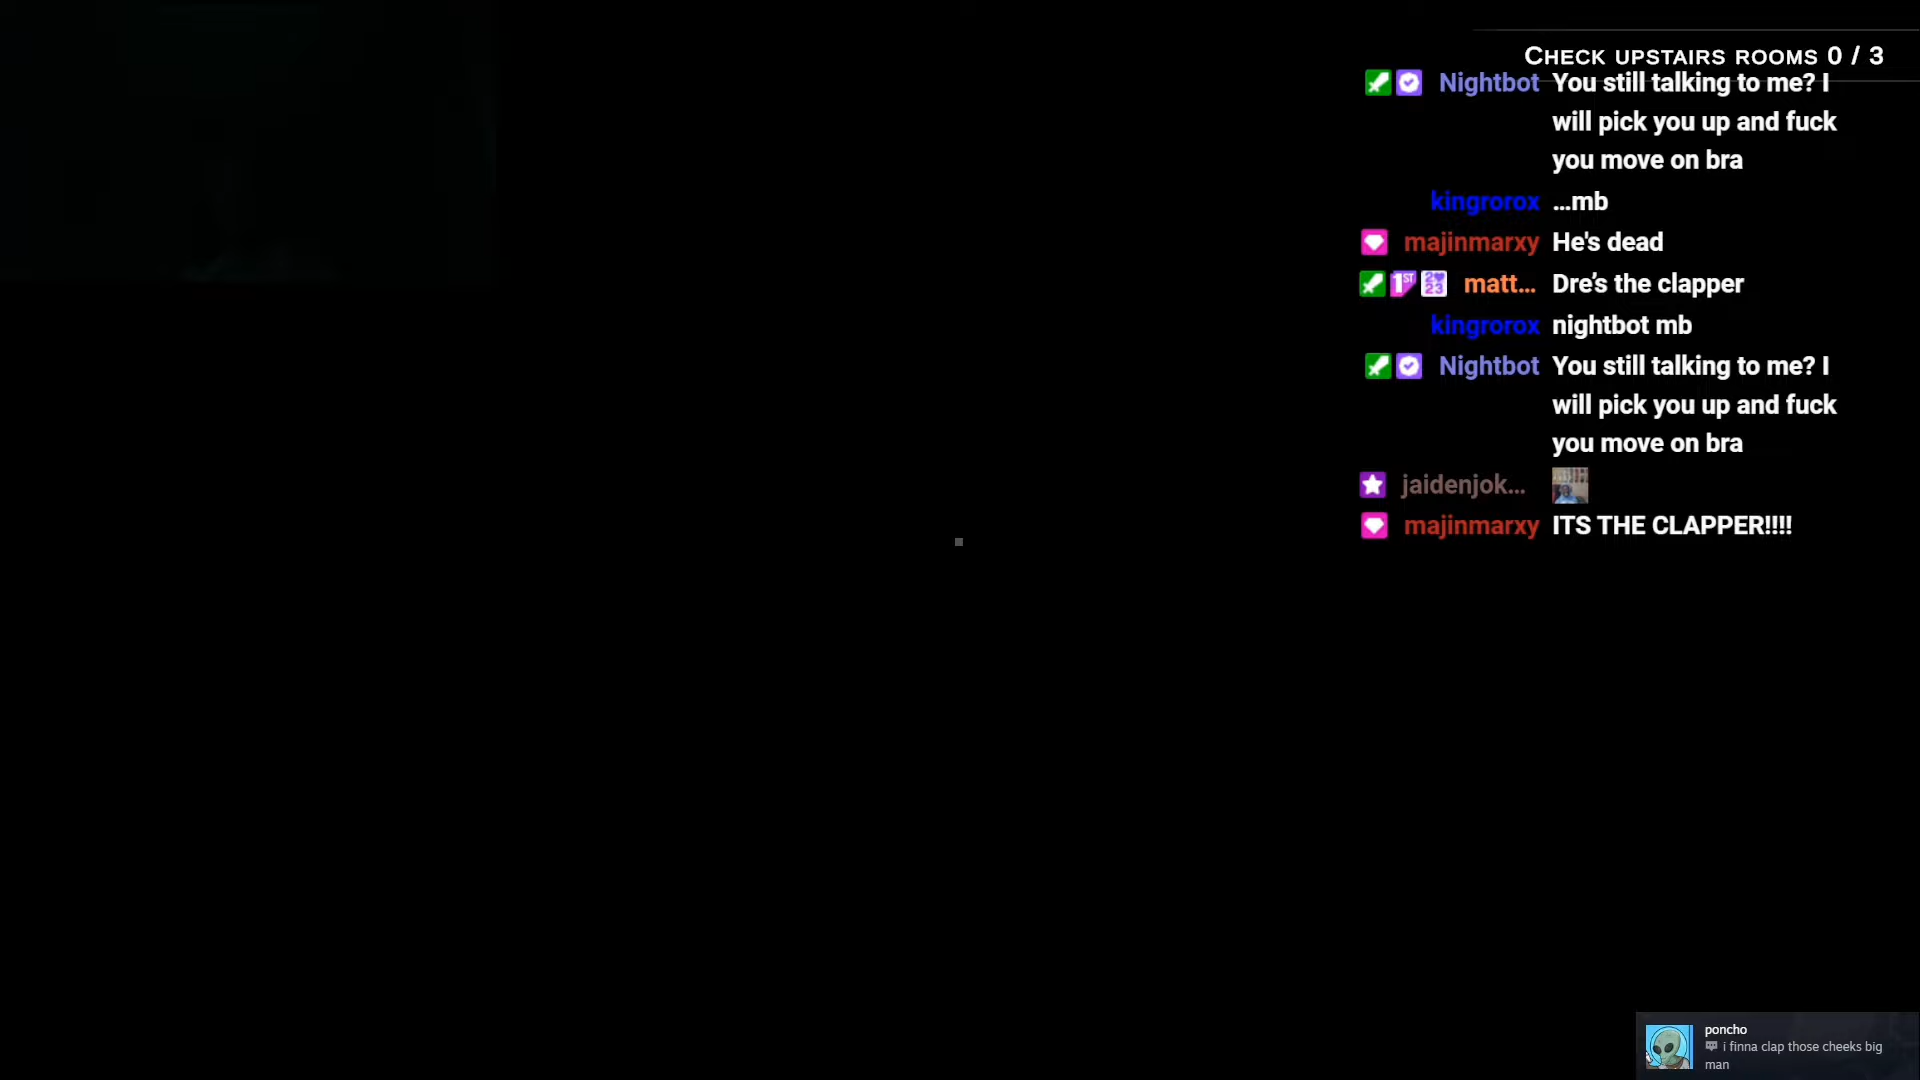 CHECK UPSTAIRS ROOMS 0 / 3
Nightbot You still talking to me? I
will pick you up and fuck
you move on bra
kingrorox ...mb
majinmarxy He's dead
1ST 2 23 matt... Dre’s the clapper
kingrorox nightbot mb
Nightbot You still talking to me? I
will pick you up and fuck
you move on bra
jaidenjok...
majinmarxy ITS THE CLAPPER!!!!
poncho
i finna clap those cheeks big
man